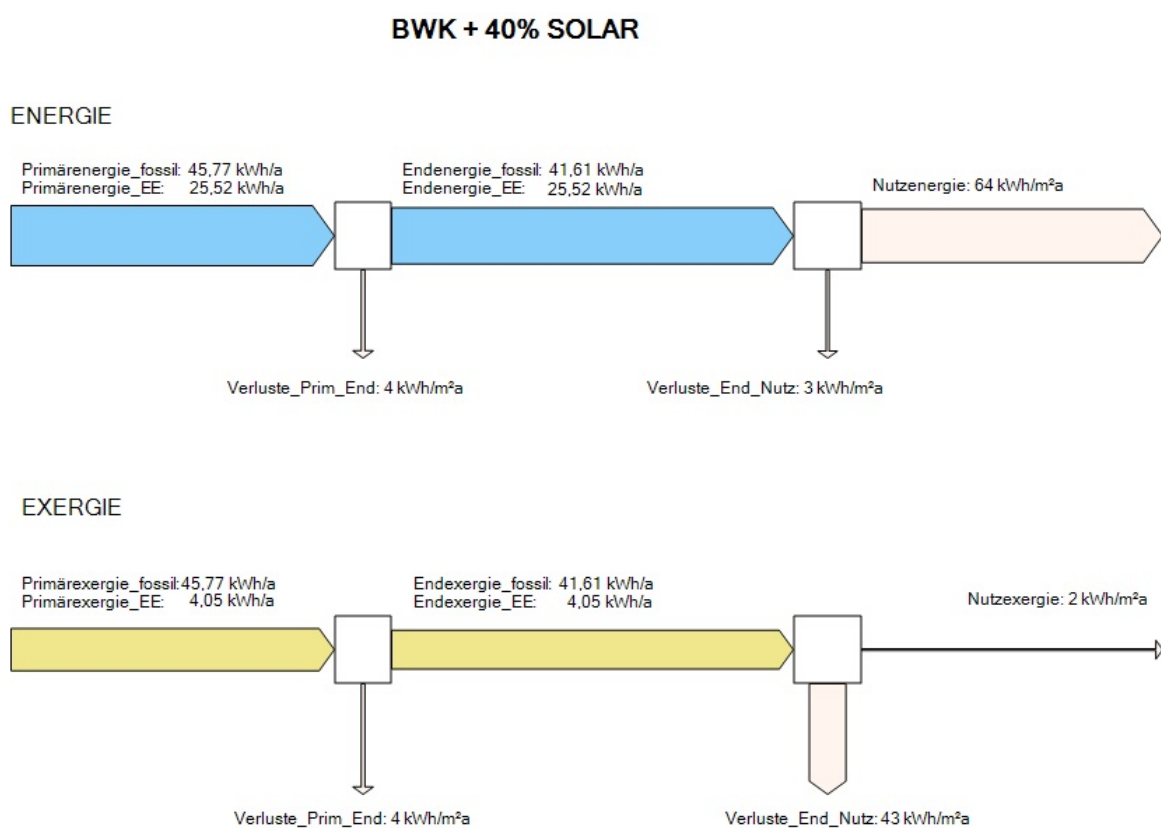 BWK + 40% SOLAR
ENERGIE
Primärenergie_fossil: 45,77 kWh/a
Primärenergie_EE: 25,52 kWh/a
Endenergie_fossil: 41,61 kWh/a
Endenergie_EE: 25,52 kWh/a
Nutzenergie: 64 kWh/m²a
Verluste_Prim_End: 4 kWh/m²a
Verluste_End_Nutz: 3 kWh/m²a
EXERGIE
Primärexergie_fossil: 45,77 kWh/a
Primärexergie_EE: 4,05 kWh/a
Endexergie_fossil: 41,61 kWh/a
Endexergie_EE: 4,05 kWh/a
Nutzexergie: 2 kWh/m²a
Verluste_Prim_End: 4 kWh/m²a
Verluste_End_Nutz: 43 kWh/m²a